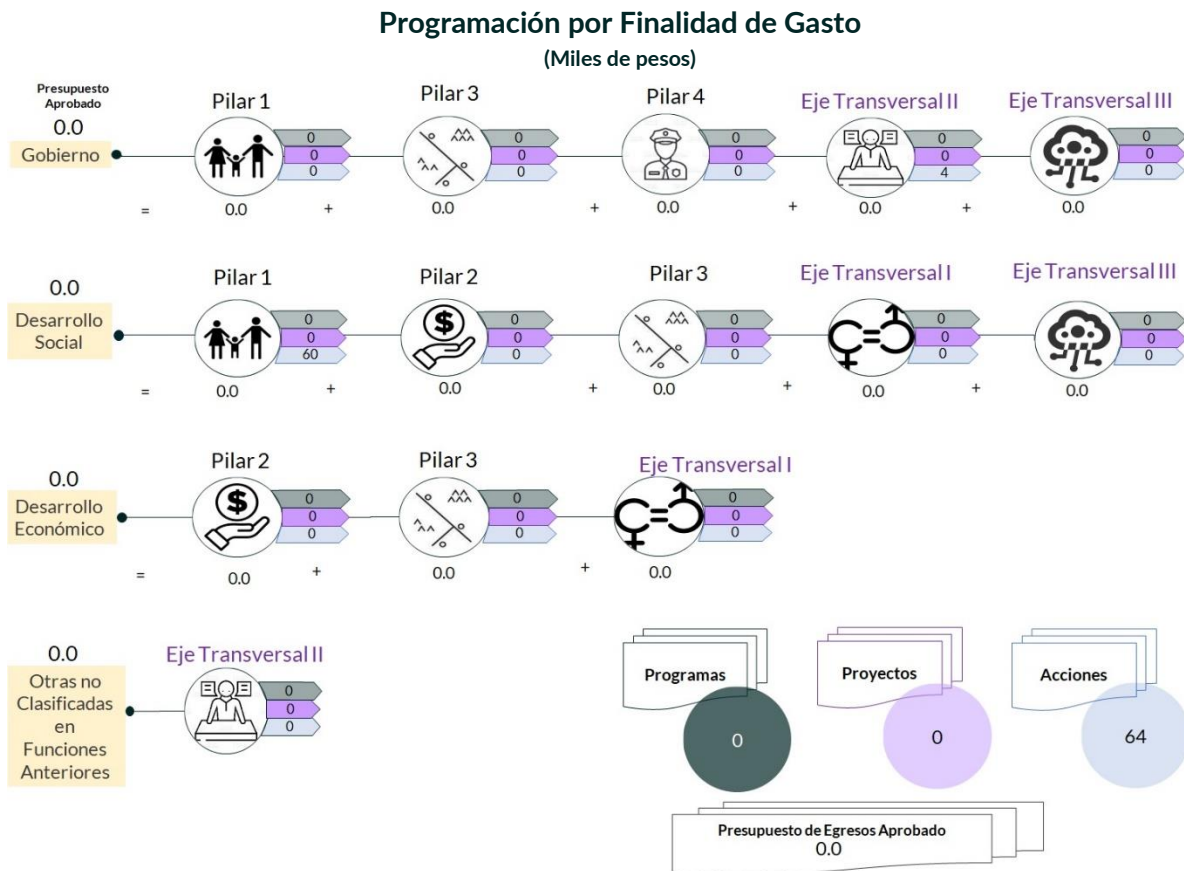 Programación por Finalidad de Gasto
(Miles de pesos)
Presupuesto
Aprobado
0.0
Gobierno
Pilar 1
0
0
0
Pilar 3
0
0
0
Pilar 4
0
0
0
Eje Transversal II
0
0
4
Eje Transversal III
0
0
0
= 0.0 + 0.0 + 0.0 + 0.0 + 0.0
0.0
Desarrollo
Social
Pilar 1
0
0
60
Pilar 2
$
0
0
0
Pilar 3
0
0
0
Eje Transversal I
0
0
0
Eje Transversal III
0
0
0
= 0.0 + 0.0 + 0.0 + 0.0 + 0.0
0.0
Desarrollo
Económico
Pilar 2
$
0
0
0
Pilar 3
0
0
0
Eje Transversal I
0
0
0
= 0.0 + 0.0 + 0.0
0.0
Otras no
Clasificadas
en
Funciones
Anteriores
Eje Transversal II
0
0
0
Programas
0
Proyectos
0
Acciones
64
Presupuesto de Egresos Aprobado
0.0